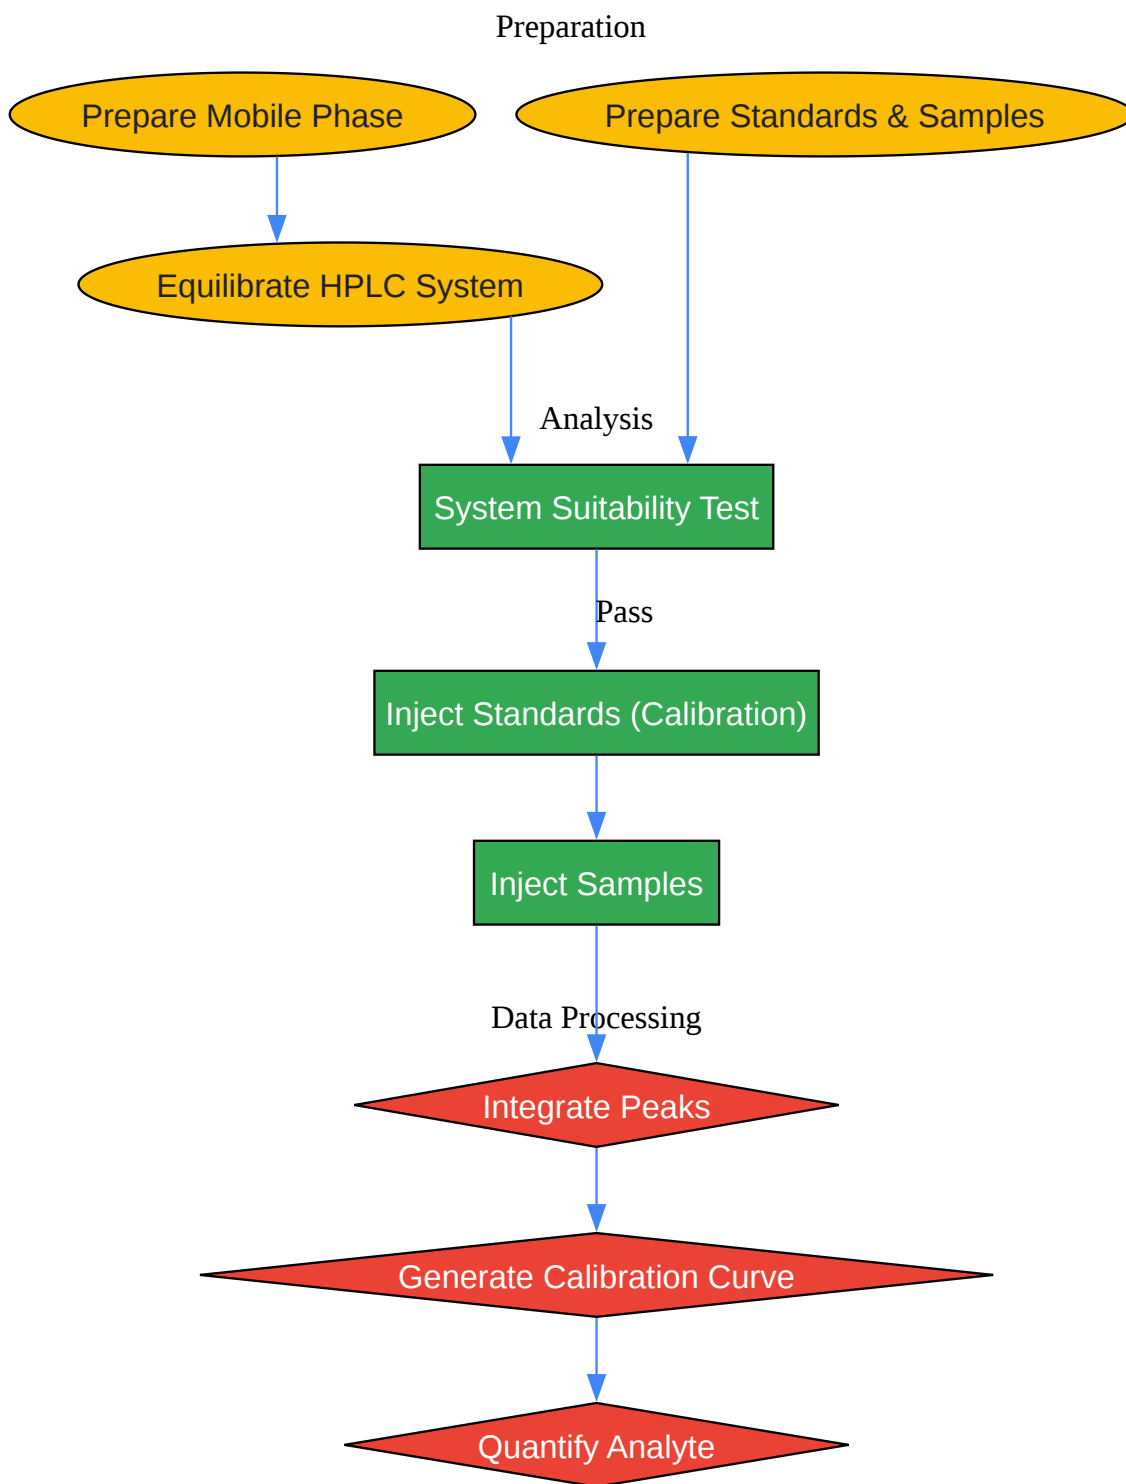 Preparation
Prepare Mobile Phase
Prepare Standards & Samples
Equilibrate HPLC System
Analysis
System Suitability Test
Pass
Inject Standards (Calibration)
Inject Samples
Data Processing
Integrate Peaks
Generate Calibration Curve
Quantify Analyte